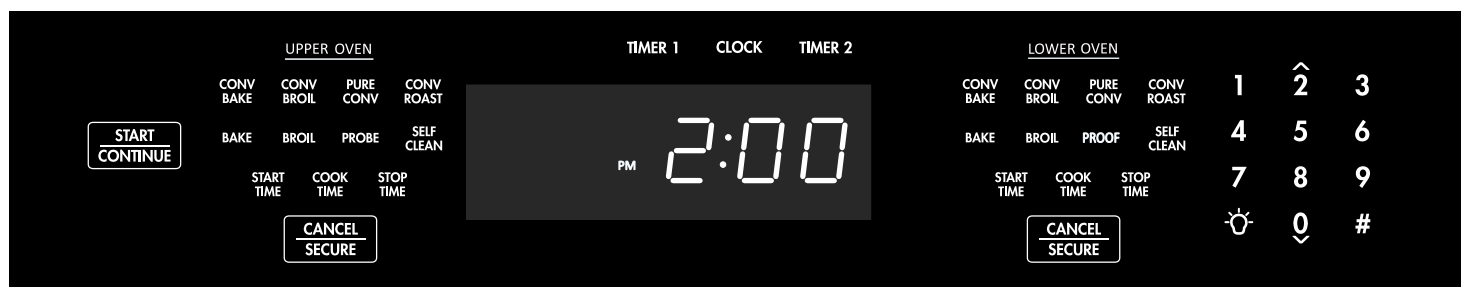 UPPER OVEN
TIMER 1 CLOCK TIMER 2
LOWER OVEN
CONV BAKE
CONV BROIL
PURE CONV
CONV ROAST
BAKE
BROIL
PROBE
SELF CLEAN
START TIME
COOK TIME
STOP TIME
START
CONTINUE
CANCEL
SECURE
PM 2:00
CONV BAKE
CONV BROIL
PURE CONV
CONV ROAST
BAKE
BROIL
PROOF
SELF CLEAN
START TIME
COOK TIME
STOP TIME
CANCEL
SECURE
1 2 3
4 5 6
7 8 9
0 #